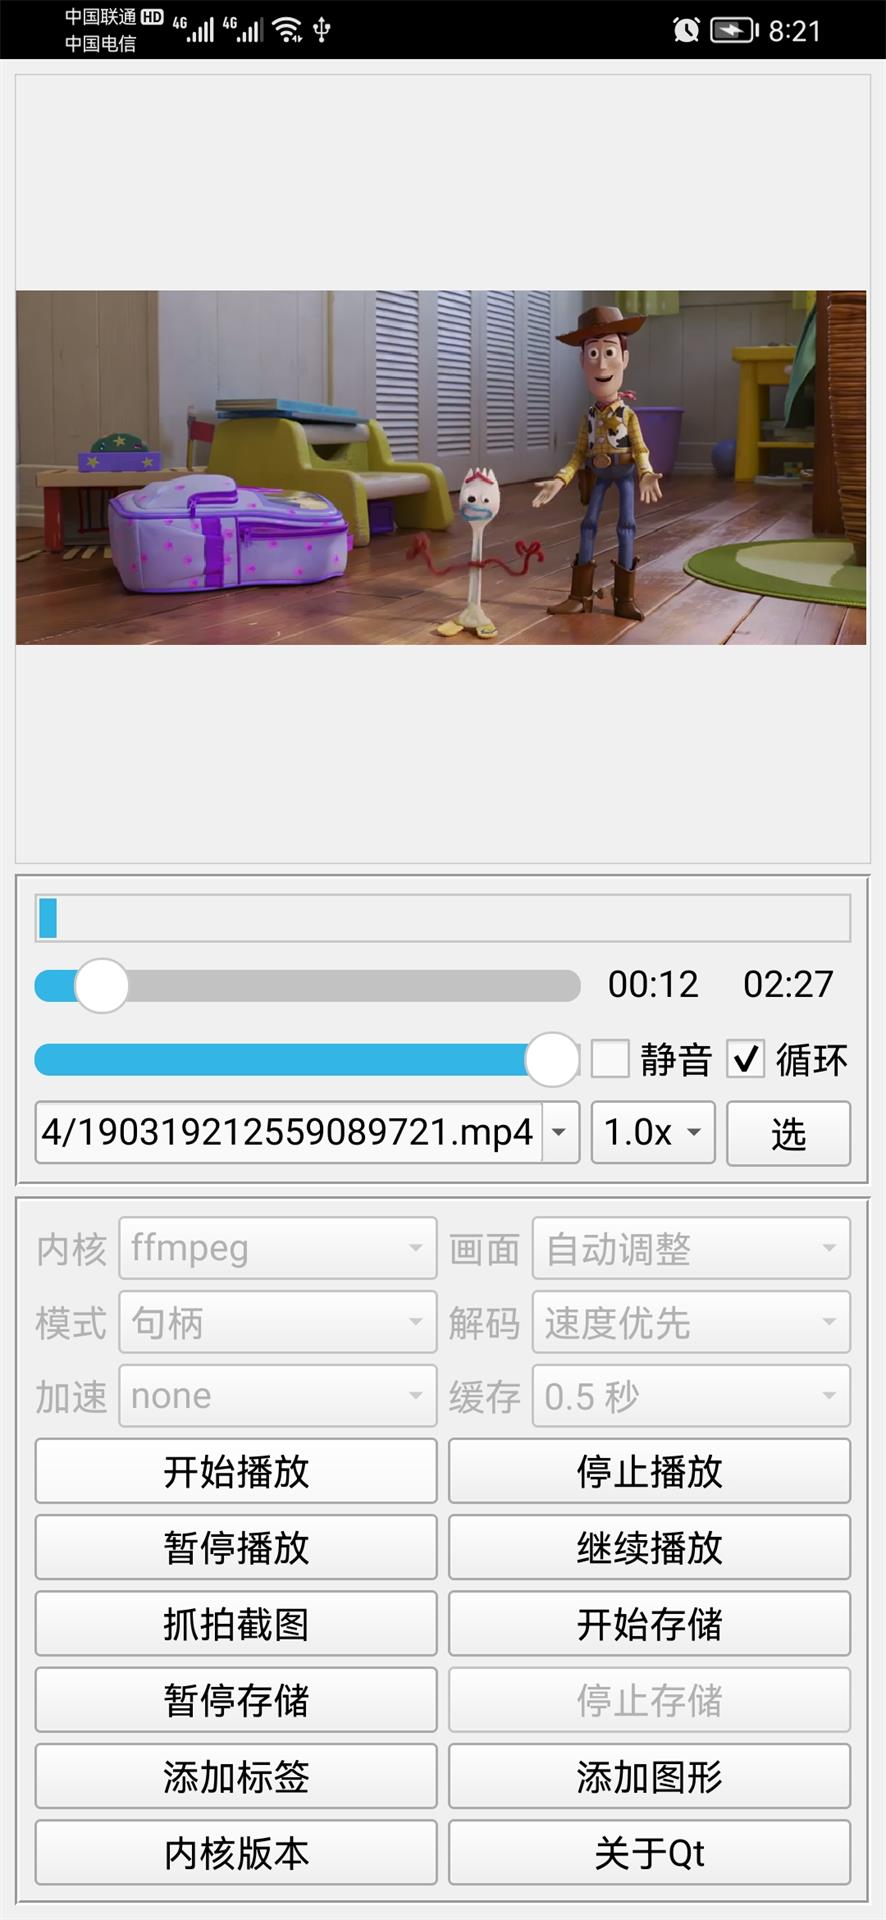 中国联通 HD 4G 4G 8:21
中国电信
00:12 02:27
静音 循环
4/190319212559089721.mp4 1.0x 选
内核 ffmpeg 画面 自动调整
模式 句柄 解码 速度优先
加速 none 缓存 0.5 秒
开始播放 停止播放
暂停播放 继续播放
抓拍截图 开始存储
暂停存储 停止存储
添加标签 添加图形
内核版本 关于Qt